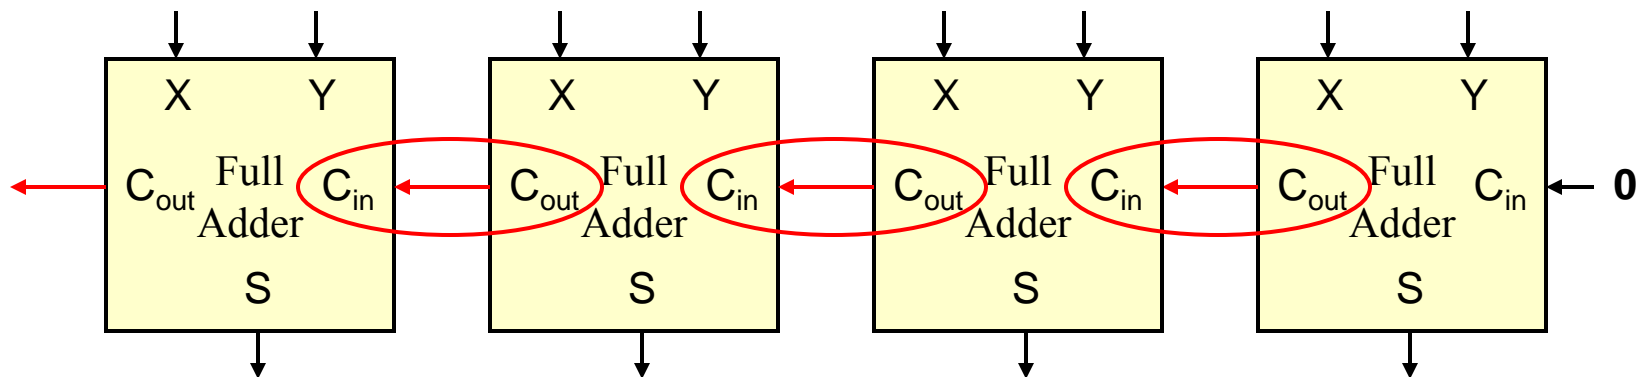 X Y X Y X Y X Y
Cout Full Adder Cin Cout Full Adder Cin Cout Full Adder Cin Cout Full Adder Cin 0
S S S S